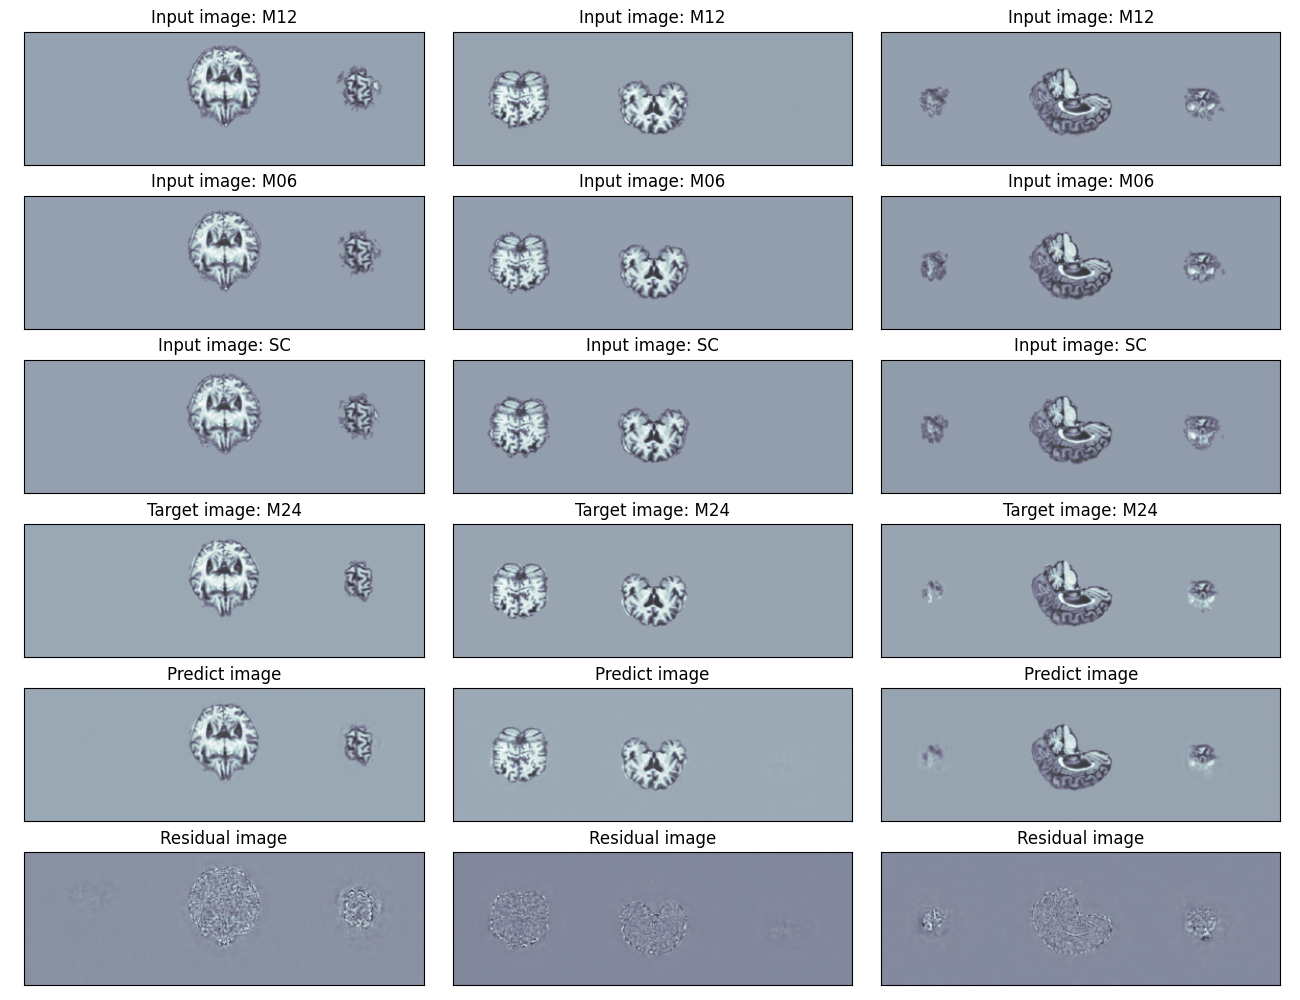 Input image: M12 Input image: M12 Input image: M12
Input image: M06 Input image: M06 Input image: M06
Input image: SC Input image: SC Input image: SC
Target image: M24 Target image: M24 Target image: M24
Predict image Predict image Predict image
Residual image Residual image Residual image